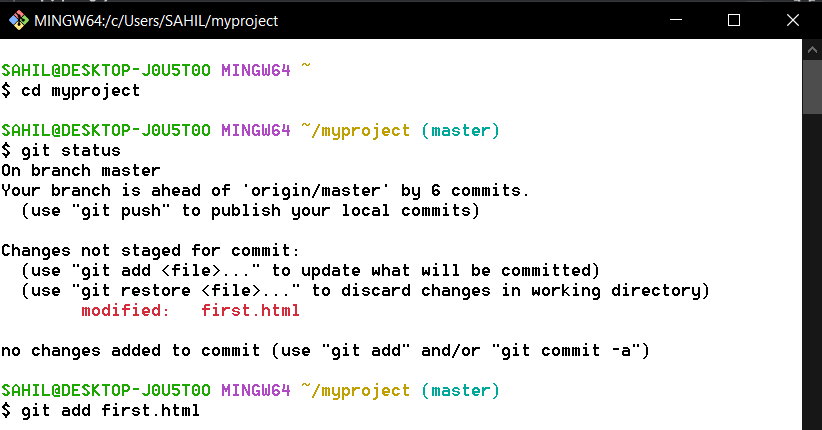 MINGW64:/c/Users/SAHIL/myproject
SAHIL@DESKTOP-J0U5T0O MINGW64 ~
$ cd myproject
SAHIL@DESKTOP-J0U5T0O MINGW64 ~/myproject (master)
$ git status
On branch master
Your branch is ahead of 'origin/master' by 6 commits.
  (use "git push" to publish your local commits)
Changes not staged for commit:
  (use "git add <file>..." to update what will be committed)
  (use "git restore <file>..." to discard changes in working directory)
        modified:   first.html
no changes added to commit (use "git add" and/or "git commit -a")
SAHIL@DESKTOP-J0U5T0O MINGW64 ~/myproject (master)
$ git add first.html